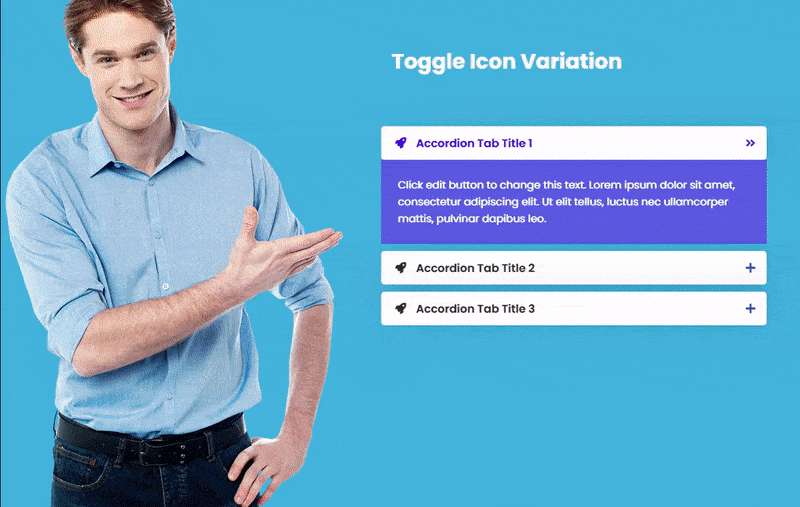 Toggle Icon Variation
Accordion Tab Title 1
Click edit button to change this text. Lorem ipsum dolor sit amet,
consectetur adipiscing elit. Ut elit tellus, luctus nec ullamcorper
mattis, pulvinar dapibus leo.
Accordion Tab Title 2
Accordion Tab Title 3